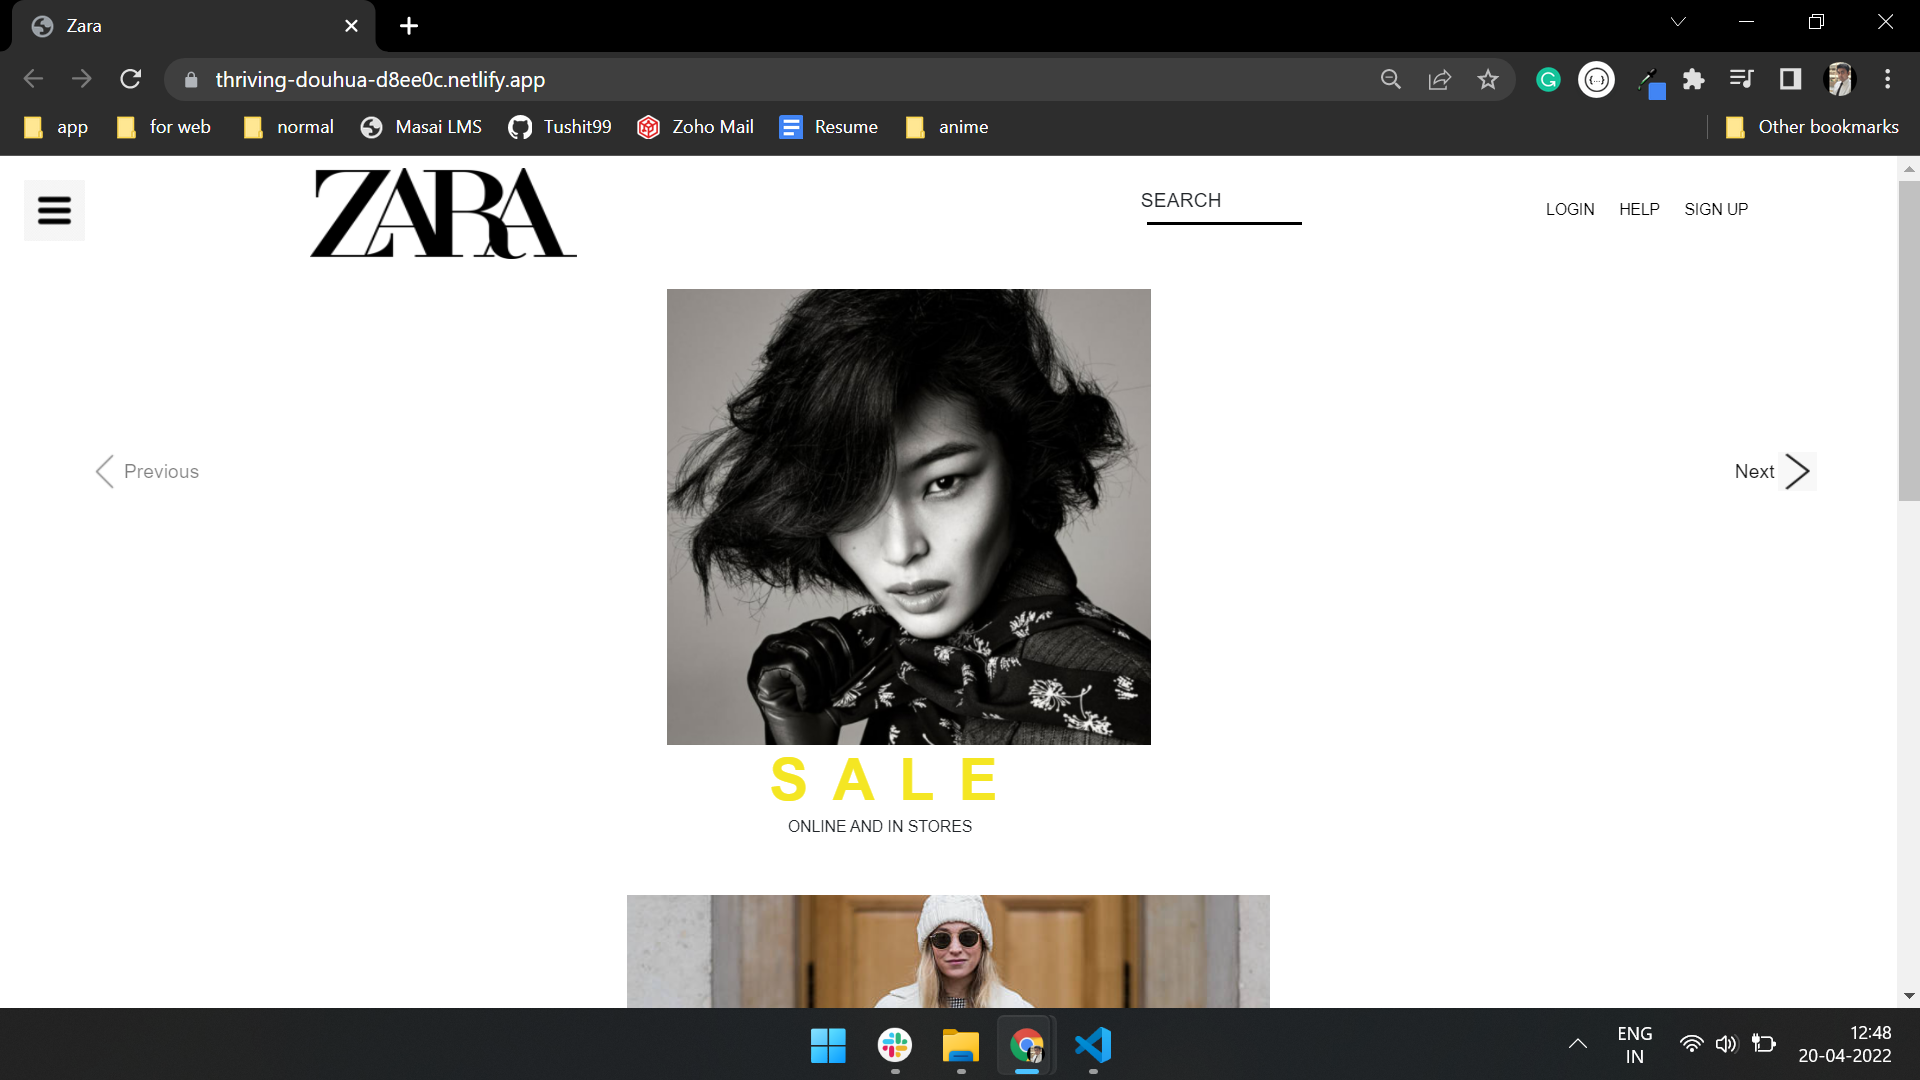 Zara
thriving-douhua-d8ee0c.netlify.app
app for web normal Masai LMS Tushit99 Zoho Mail Resume anime Other bookmarks
ZARA
SEARCH
LOGIN HELP SIGN UP
Previous
Next
SALE
ONLINE AND IN STORES
ENG
IN
12:48
20-04-2022